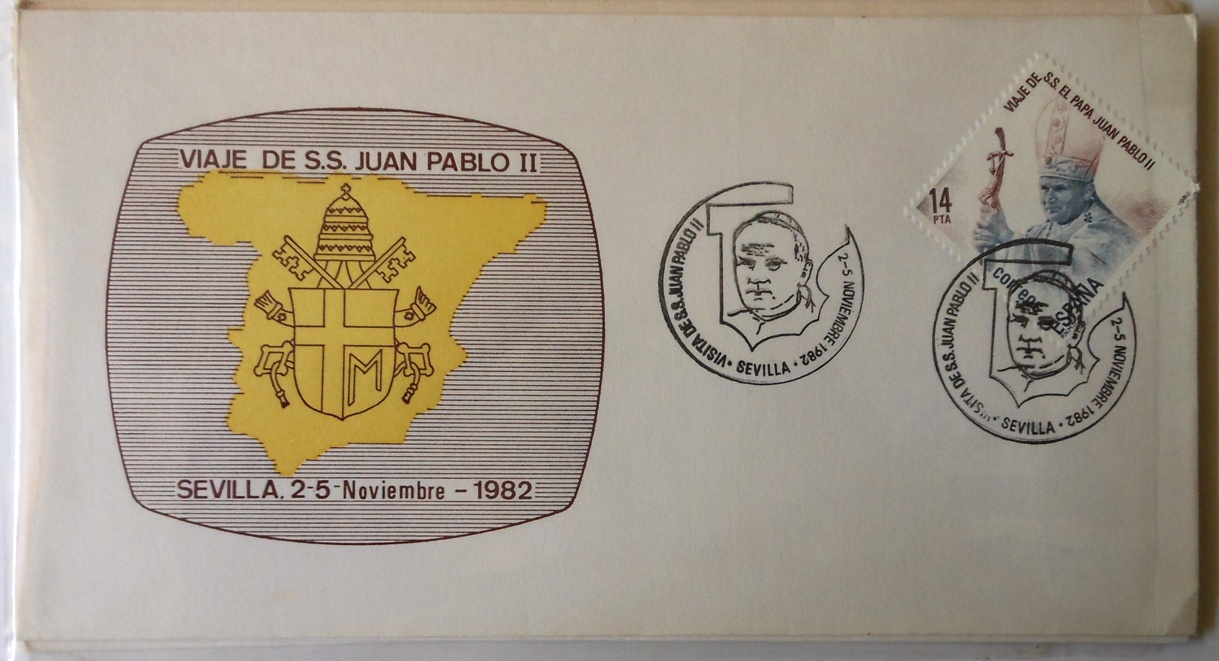 VIAJE DE S.S. JUAN PABLO II
M
SEVILLA, 2-5-Noviembre - 1982
VISITA DE S.S. JUAN PABLO II
2-5 NOVIEMBRE 1982
• SEVILLA •
VIAJE DE S.S. EL PAPA JUAN PABLO II
14
PTA
CORREOS
ESPAÑA
VISITA DE S.S. JUAN PABLO II
2-5 NOVIEMBRE 1982
• SEVILLA •